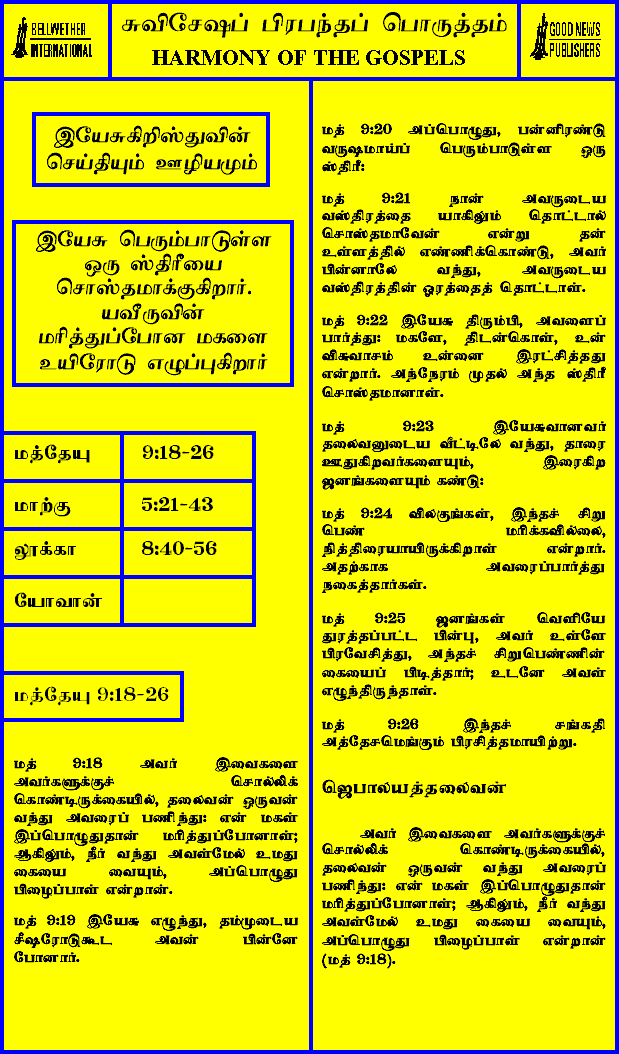 BELLWETHER
INTERNATIONAL
சுவிசேஷப் பிரபந்தப் பொருத்தம்
HARMONY OF THE GOSPELS
GOOD NEWS
PUBLISHERS
இயேசுகிறிஸ்துவின்
செய்தியும் ஊழியமும்
இயேசு பெரும்பாடுள்ள
ஒரு ஸ்திரீயை
சொஸ்தமாக்குகிறார்.
யவீருவின்
மரித்துப்போன மகளை
உயிரோடு எழுப்புகிறார்
மத்தேயு 9:18-26
மாற்கு 5:21-43
லூக்கா 8:40-56
யோவான்
மத்தேயு 9:18-26
மத் 9:18 அவர் இவைகளை
அவர்களுக்குச் சொல்லிக்
கொண்டிருக்கையில், தலைவன் ஒருவன்
வந்து அவரைப் பணிந்து: என் மகள்
இப்பொழுதுதான் மரித்துப்போனாள்;
ஆகிலும், நீர் வந்து அவள்மேல் உமது
கையை வையும், அப்பொழுது
பிழைப்பாள் என்றான்.
மத் 9:19 இயேசு எழுந்து, தம்முடைய
சீஷரோடுகூட அவன் பின்னே
போனார்.
மத் 9:20 அப்பொழுது, பன்னிரண்டு
வருஷமாய்ப் பெரும்பாடுள்ள ஒரு
ஸ்திரீ:
மத் 9:21 நான் அவருடைய
வஸ்திரத்தை யாகிலும் தொட்டால்
சொஸ்தமாவேன் என்று தன்
உள்ளத்தில் எண்ணிக்கொண்டு, அவர்
பின்னாலே வந்து, அவருடைய
வஸ்திரத்தின் ஓரத்தைத் தொட்டாள்.
மத் 9:22 இயேசு திரும்பி, அவளைப்
பார்த்து: மகளே, திடன்கொள், உன்
விசுவாசம் உன்னை இரட்சித்தது
என்றார். அந்நேரம் முதல் அந்த ஸ்திரீ
சொஸ்தமானாள்.
மத் 9:23 இயேசுவானவர்
தலைவனுடைய வீட்டிலே வந்து, தாரை
ஊதுகிறவர்களையும், இரைகிற
ஜனங்களையும் கண்டு:
மத் 9:24 விலகுங்கள், இந்தச் சிறு
பெண் மரிக்கவில்லை,
நித்திரையாயிருக்கிறாள் என்றார்.
அதற்காக அவரைப்பார்த்து
நகைத்தார்கள்.
மத் 9:25 ஜனங்கள் வெளியே
துரத்தப்பட்ட பின்பு, அவர் உள்ளே
பிரவேசித்து, அந்தச் சிறுபெண்ணின்
கையைப் பிடித்தார்; உடனே அவள்
எழுந்திருந்தாள்.
மத் 9:26 இந்தச் சங்கதி
அத்தேசமெங்கும் பிரசித்தமாயிற்று.
ஜெபாலயத்தலைவன்
அவர் இவைகளை அவர்களுக்குச்
சொல்லிக் கொண்டிருக்கையில்,
தலைவன் ஒருவன் வந்து அவரைப்
பணிந்து: என் மகள் இப்பொழுதுதான்
மரித்துப்போனாள்; ஆகிலும், நீர் வந்து
அவள்மேல் உமது கையை வையும்,
அப்பொழுது பிழைப்பாள் என்றான்
(மத் 9:18).